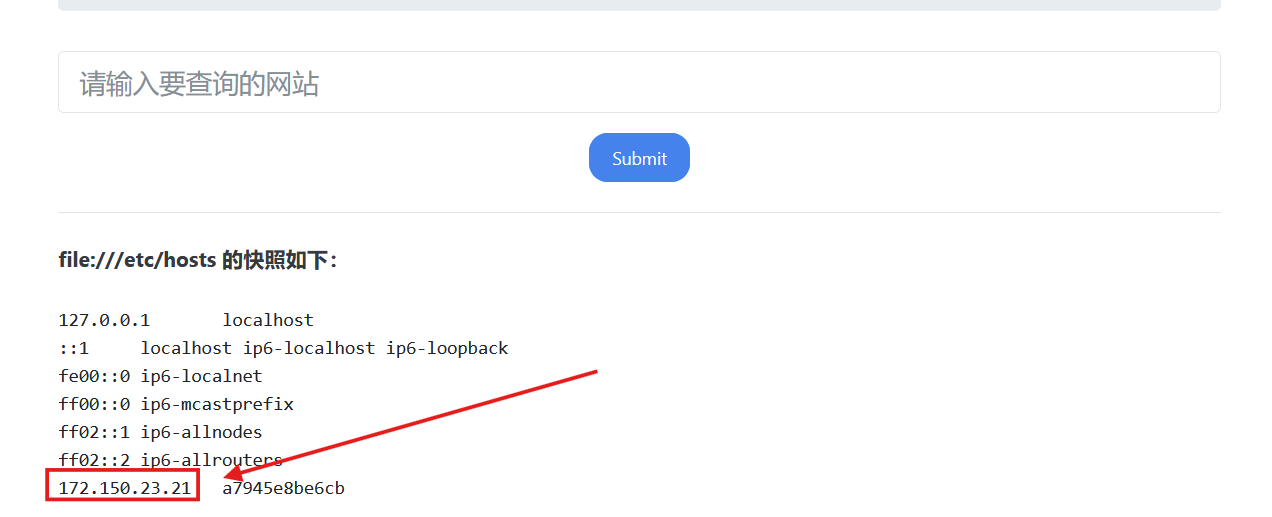 请输入要查询的网站
Submit
file:///etc/hosts 的快照如下：
127.0.0.1 localhost
::1 localhost ip6-localhost ip6-loopback
fe00::0 ip6-localnet
ff00::0 ip6-mcastprefix
ff02::1 ip6-allnodes
ff02::2 ip6-allrouters
172.150.23.21 a7945e8be6cb